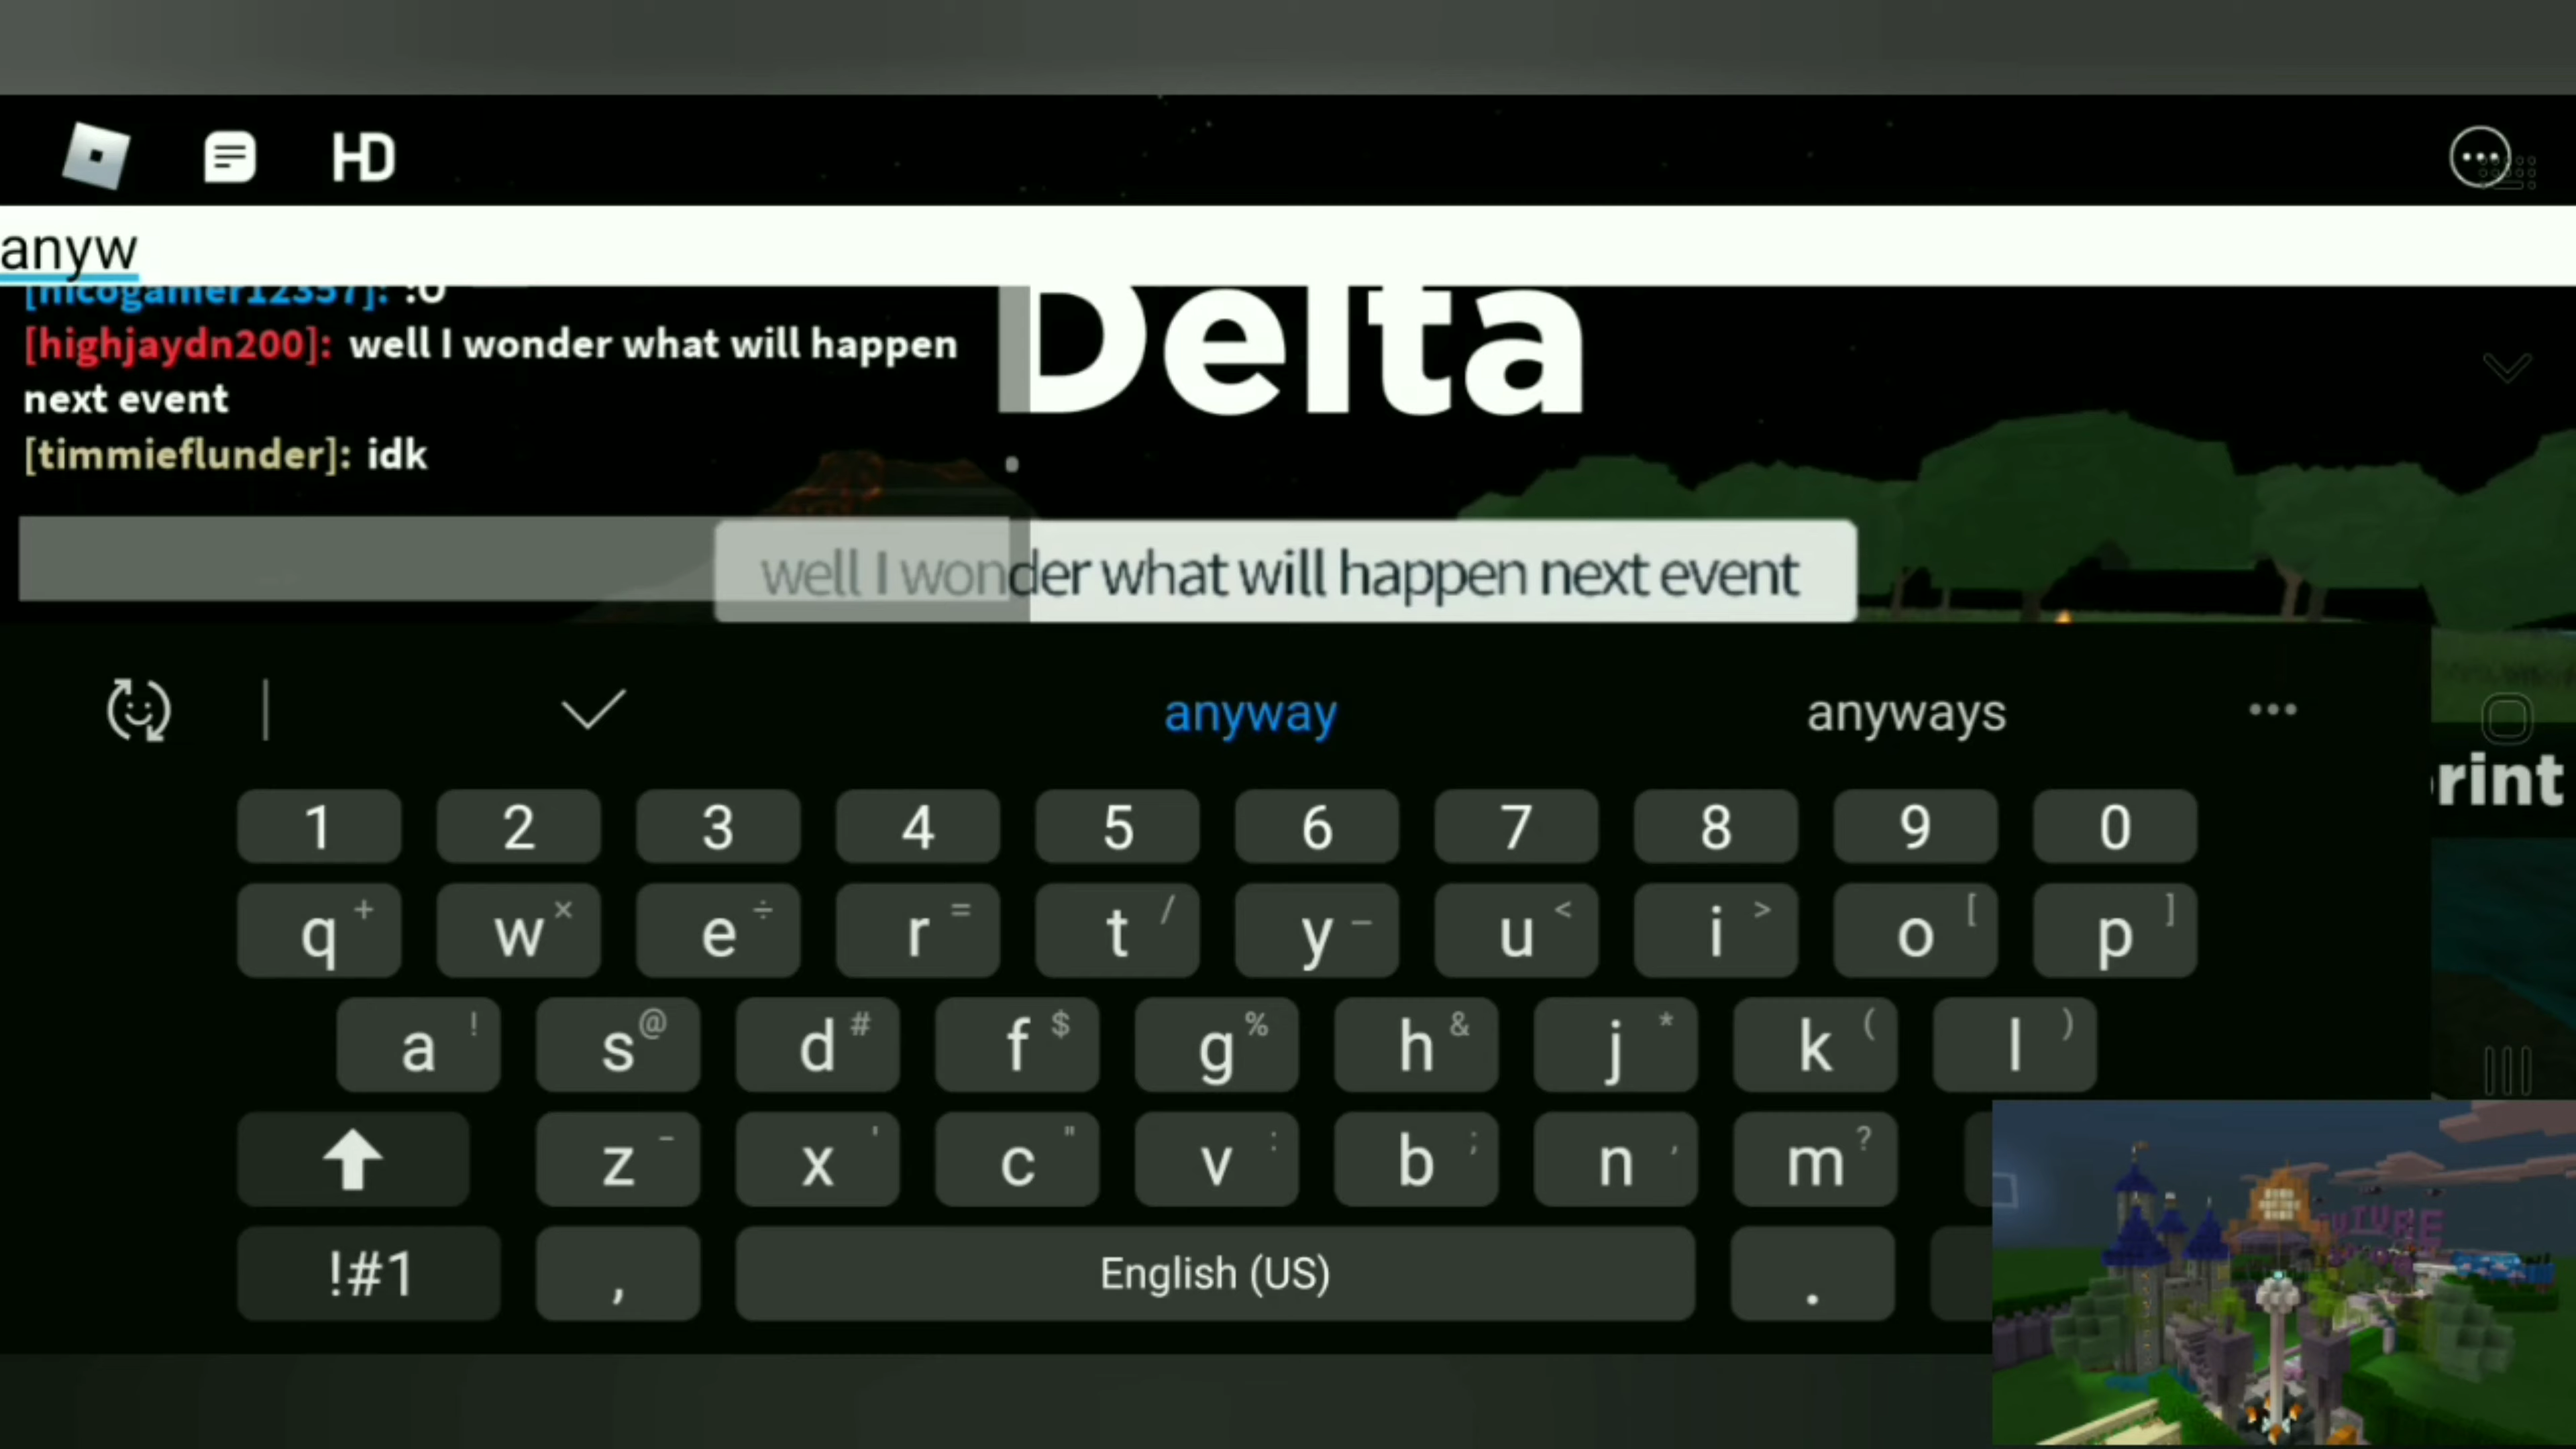 HD
anyw
[nicogamer12357]: :O
[highjaydn200]: well I wonder what will happen
next event
[timmieflunder]: idk
Delta
well I wonder what will happen next event
anyway anyways
1 2 3 4 5 6 7 8 9 0
q + w × e ÷ r = t / y _ u < i > o [ p ]
a ! s @ d # f $ g % h & j * k ( l )
z - x ' c " v : b ; n , m ?
!#1 , English (US) .
rint